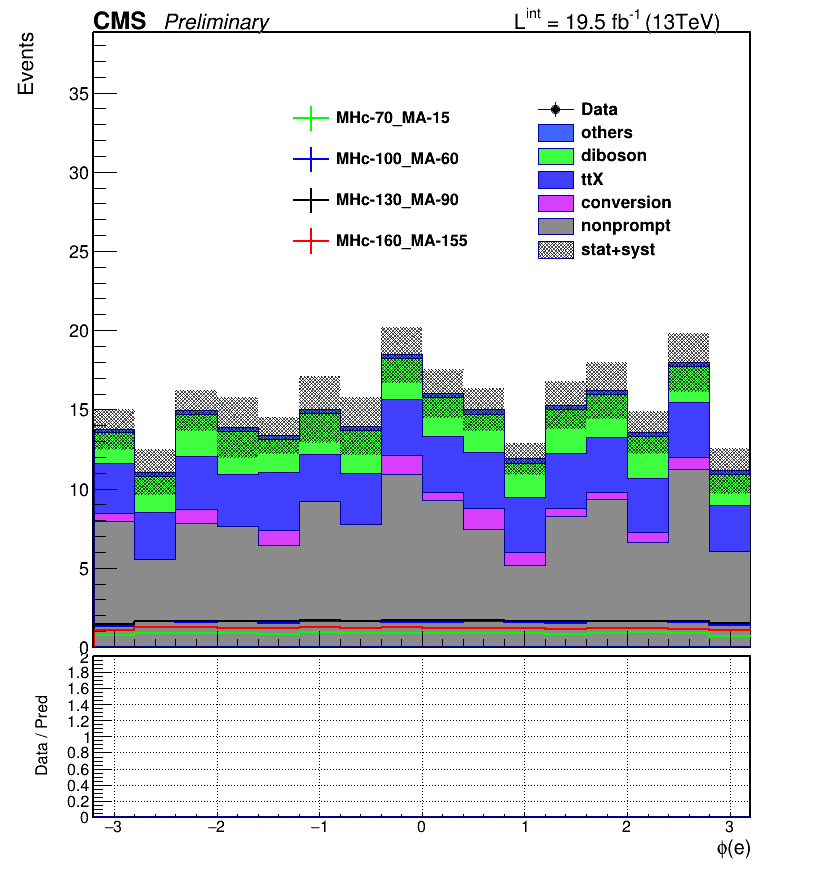 CMS Preliminary L^int = 19.5 fb^-1 (13TeV)
Events
35
30
25
20
15
10
5
0
MHc-70_MA-15
MHc-100_MA-60
MHc-130_MA-90
MHc-160_MA-155
Data
others
diboson
ttX
conversion
nonprompt
stat+syst
Data / Pred
2
1.8
1.6
1.4
1.2
1
0.8
0.6
0.4
0.2
0
−3 −2 −1 0 1 2 3
ϕ(e)